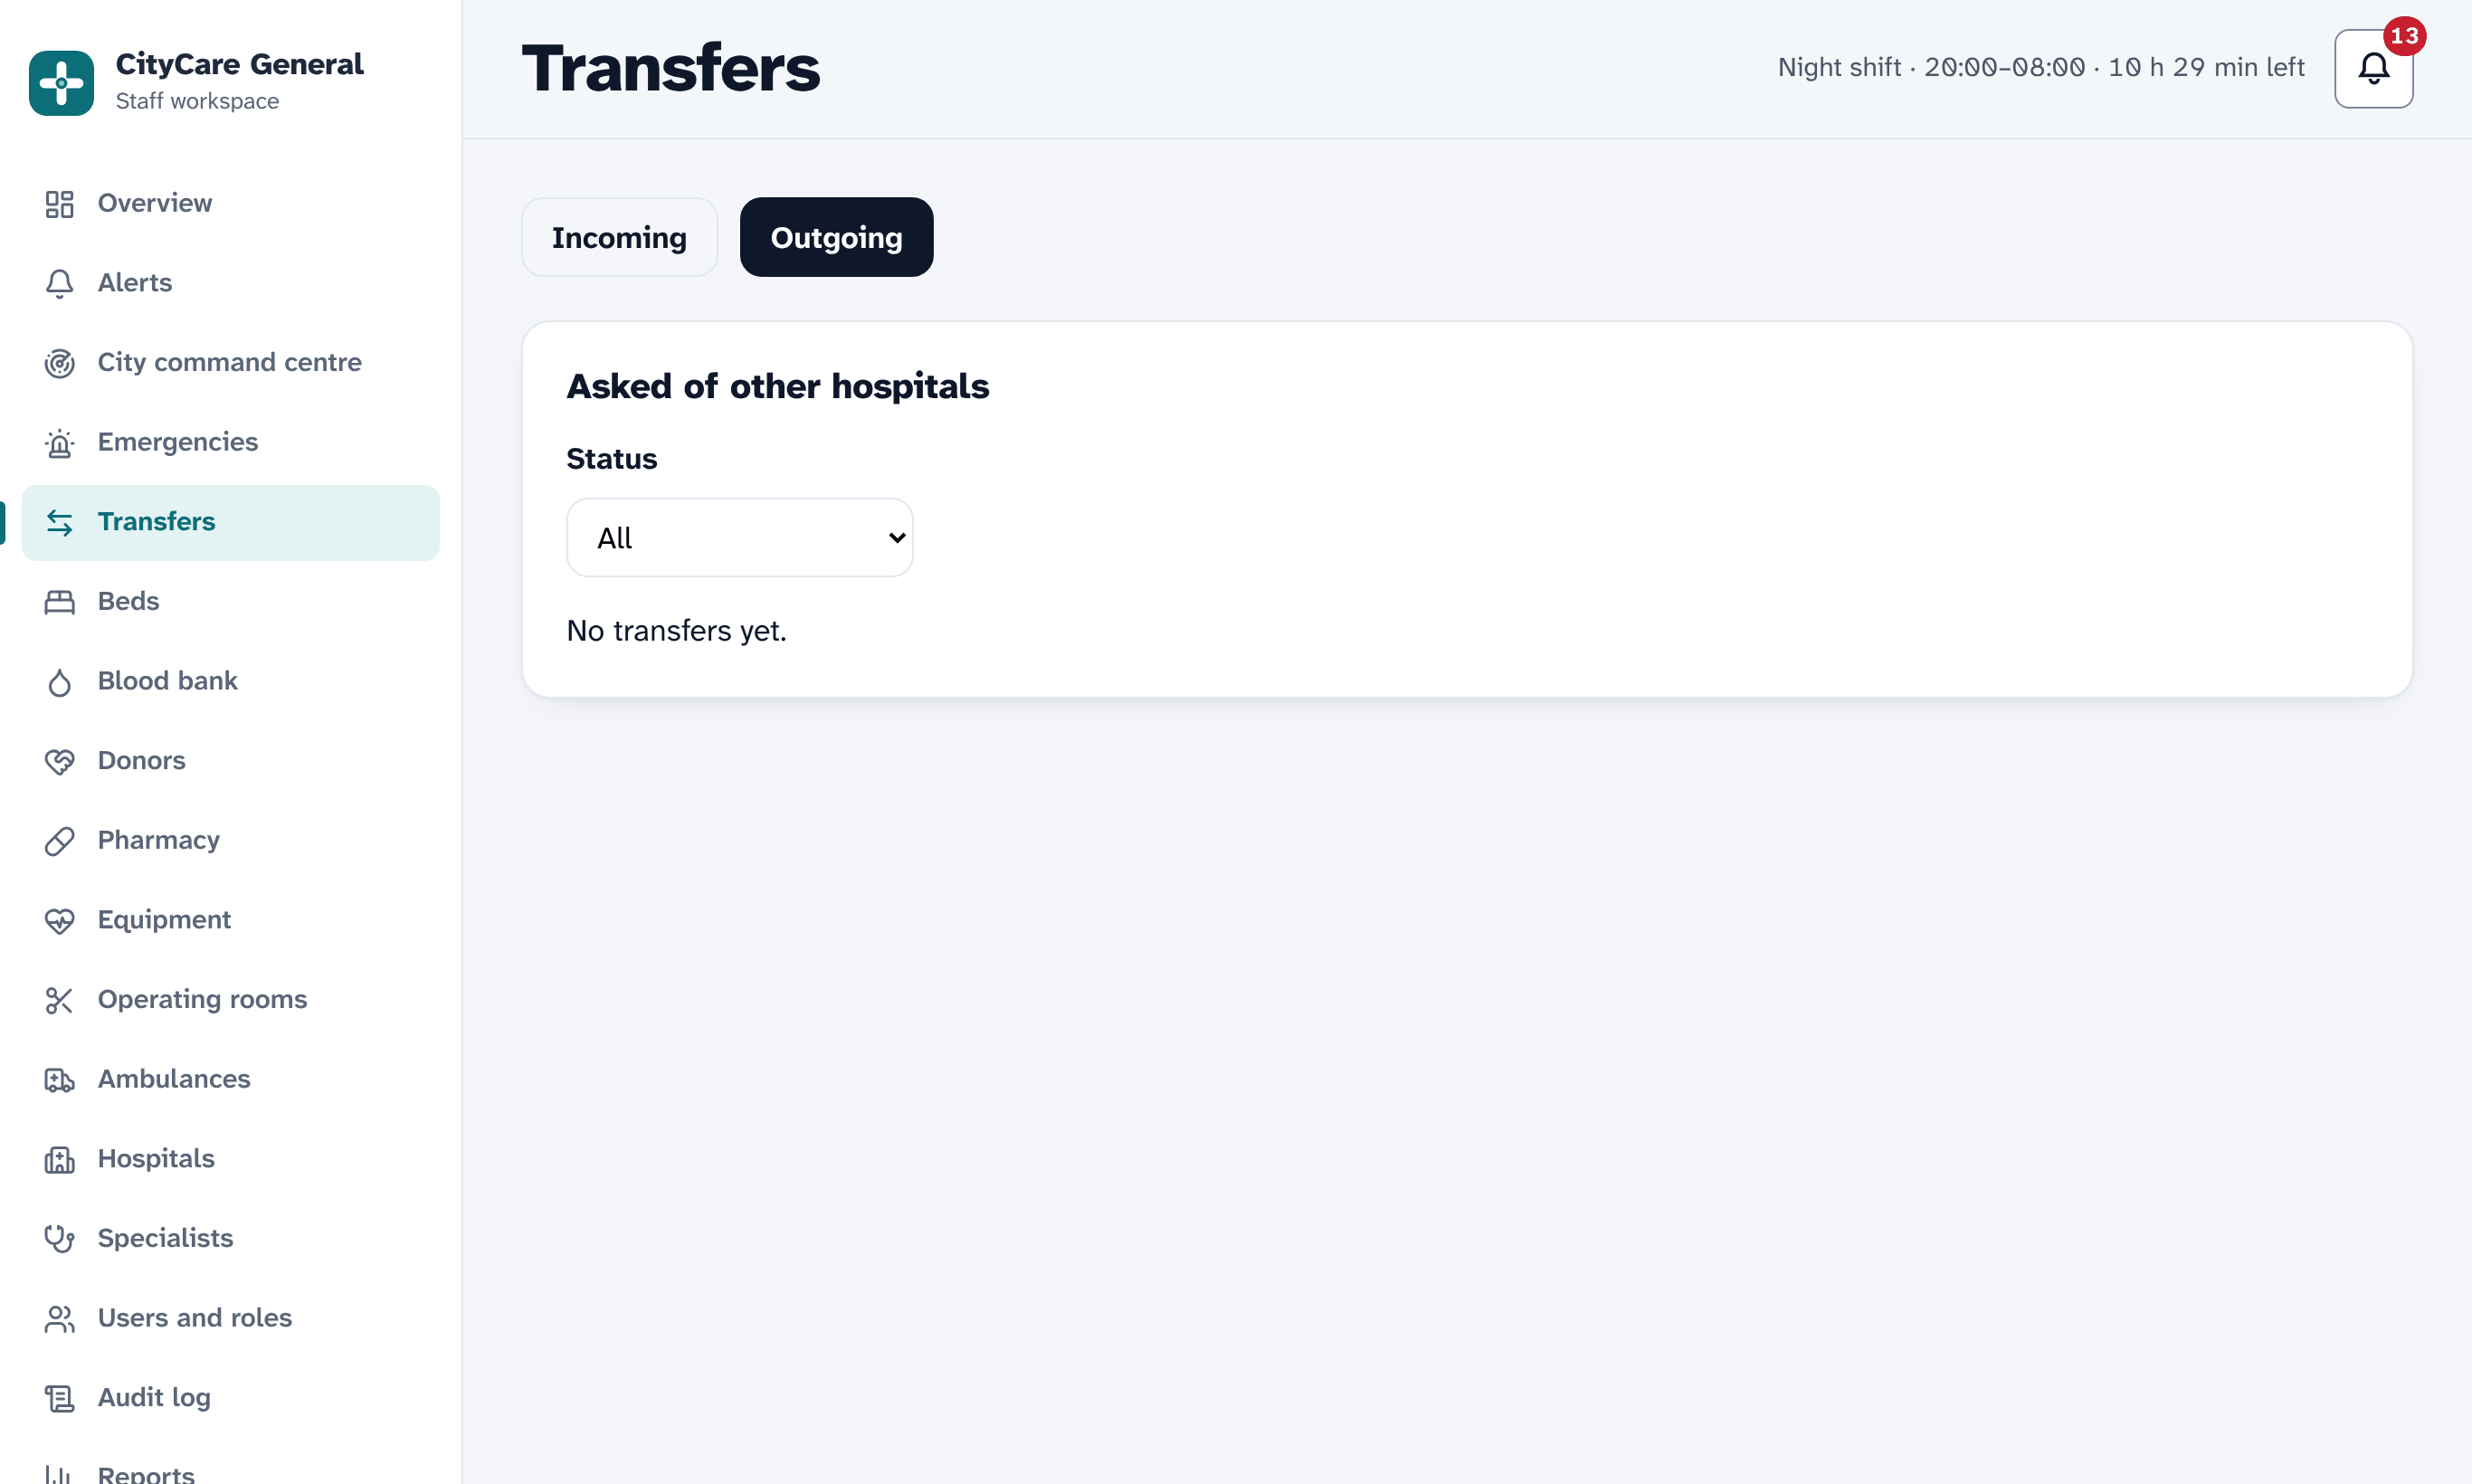 CityCare General
Staff workspace
Overview
Alerts
City command centre
Emergencies
Transfers
Beds
Blood bank
Donors
Pharmacy
Equipment
Operating rooms
Ambulances
Hospitals
Specialists
Users and roles
Audit log
Reports
Transfers
Night shift · 20:00–08:00 · 10 h 29 min left
13
Incoming
Outgoing
Asked of other hospitals
Status
All
No transfers yet.